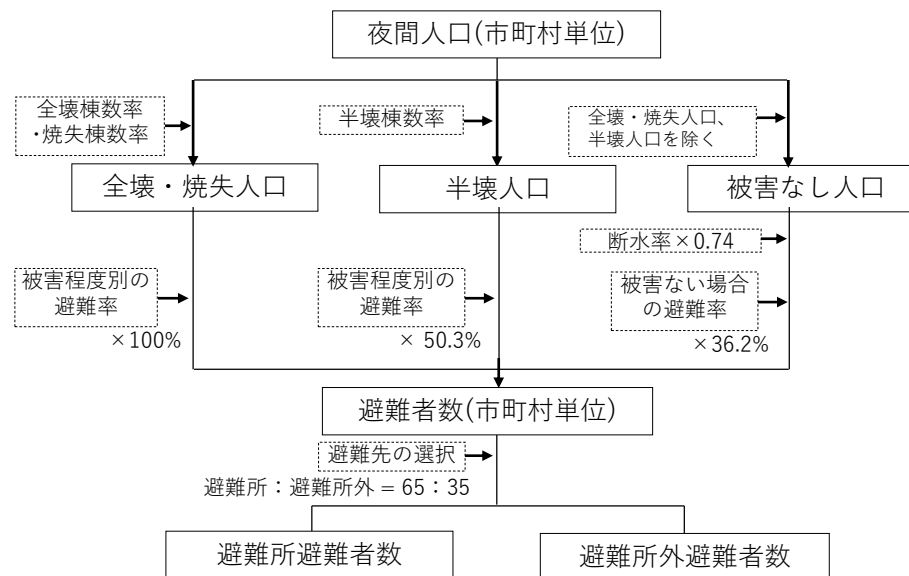 夜間人口(市町村単位)
全壊棟数率
・焼失棟数率
半壊棟数率
全壊・焼失人口、
半壊人口を除く
全壊・焼失人口
半壊人口
被害なし人口
断水率×0.74
被害程度別の
避難率
×100%
被害程度別の
避難率
× 50.3%
被害ない場合
の避難率
×36.2%
避難者数(市町村単位)
避難先の選択
避難所：避難所外 = 65：35
避難所避難者数
避難所外避難者数